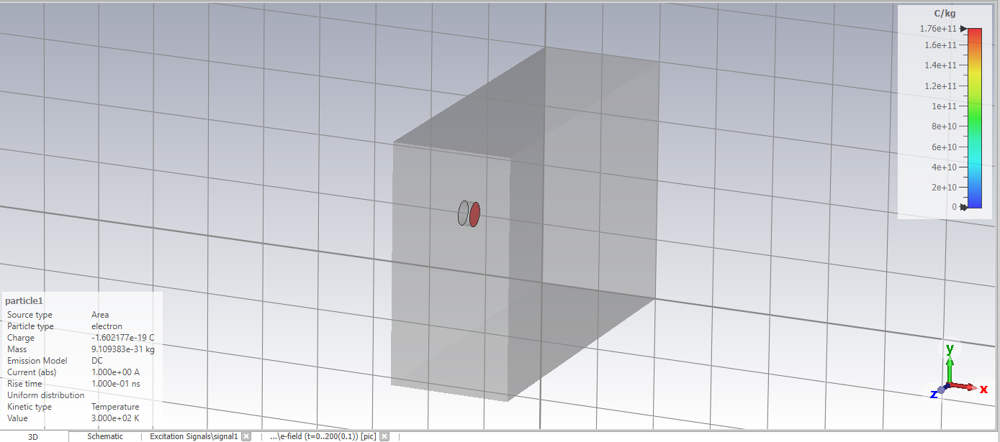 C/kg
1.76e+11
1.6e+11
1.4e+11
1.2e+11
1e+11
8e+10
6e+10
4e+10
2e+10
0
particle1
Source type Area
Particle type electron
Charge -1.602177e-19 C
Mass 9.109383e-31 kg
Emission Model DC
Current (abs) 1.000e+00 A
Rise time 1.000e-01 ns
Uniform distribution
Kinetic type Temperature
Value 3.000e+02 K
y
z x
3D Schematic Excitation Signals\signal1 ...\e-field (t=0..200(0.1)) [pic]